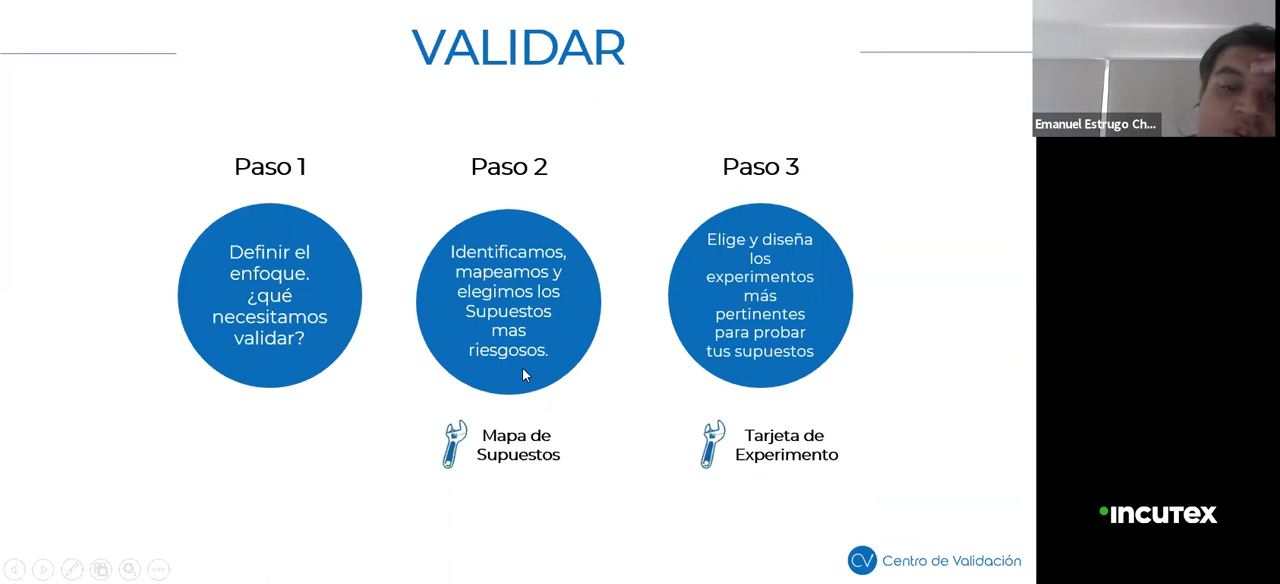 VALIDAR
Paso 1
Definir el
enfoque.
¿qué
necesitamos
validar?
Paso 2
Identificamos,
mapeamos y
elegimos los
Supuestos
mas
riesgosos.
Mapa de
Supuestos
Paso 3
Elige y diseña
los
experimentos
más
pertinentes
para probar
tus supuestos
Tarjeta de
Experimento
CV Centro de Validación
Emanuel Estrugo Ch...
INCUTEX